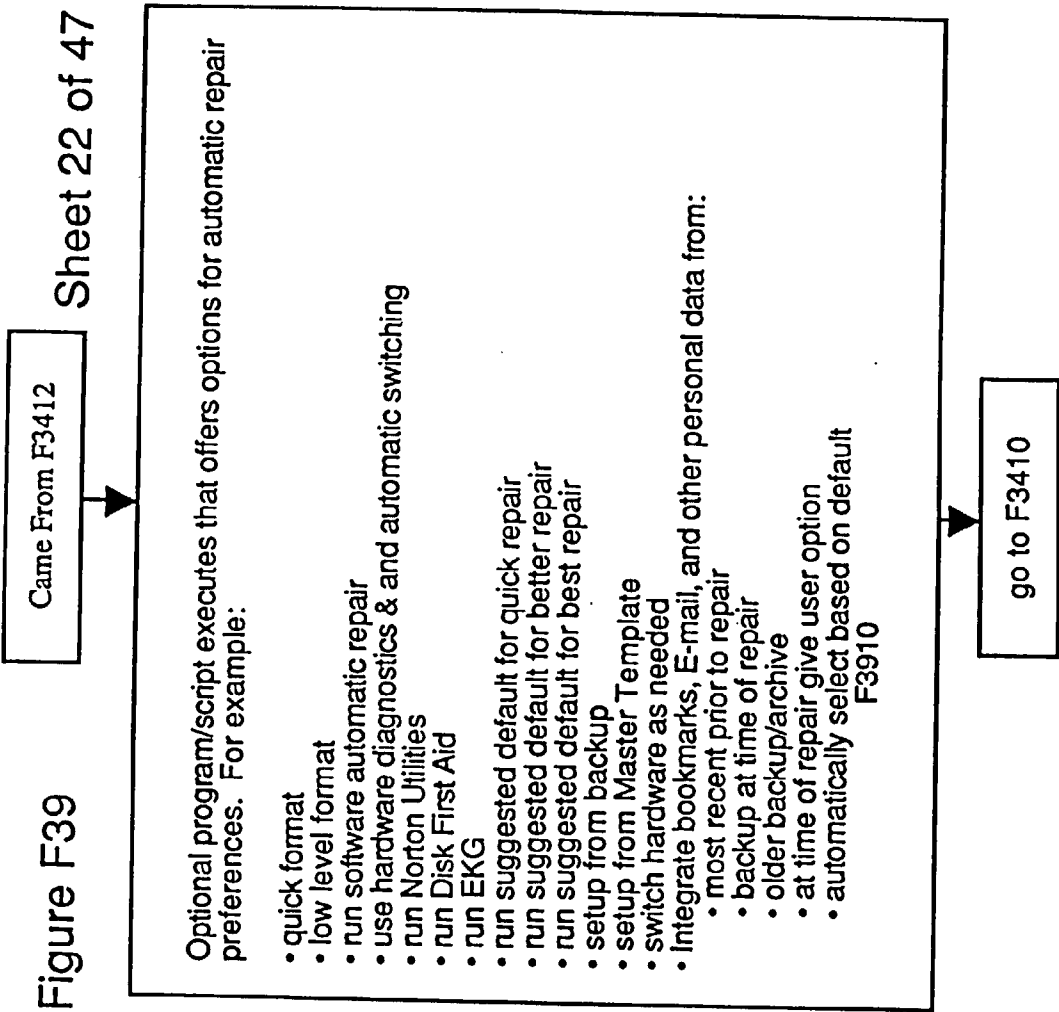 Figure F39
Sheet 22 of 47
Came From F3412
Optional program/script executes that offers options for automatic repair
preferences. For example:
• quick format
• low level format
• run software automatic repair
• use hardware diagnostics & and automatic switching
• run Norton Utilities
• run Disk First Aid
• run EKG
• run suggested default for quick repair
• run suggested default for better repair
• run suggested default for best repair
• setup from backup
• setup from Master Template
• switch hardware as needed
• Integrate bookmarks, E-mail, and other personal data from:
• most recent prior to repair
• backup at time of repair
• older backup/archive
• at time of repair give user option
• automatically select based on default
F3910
go to F3410